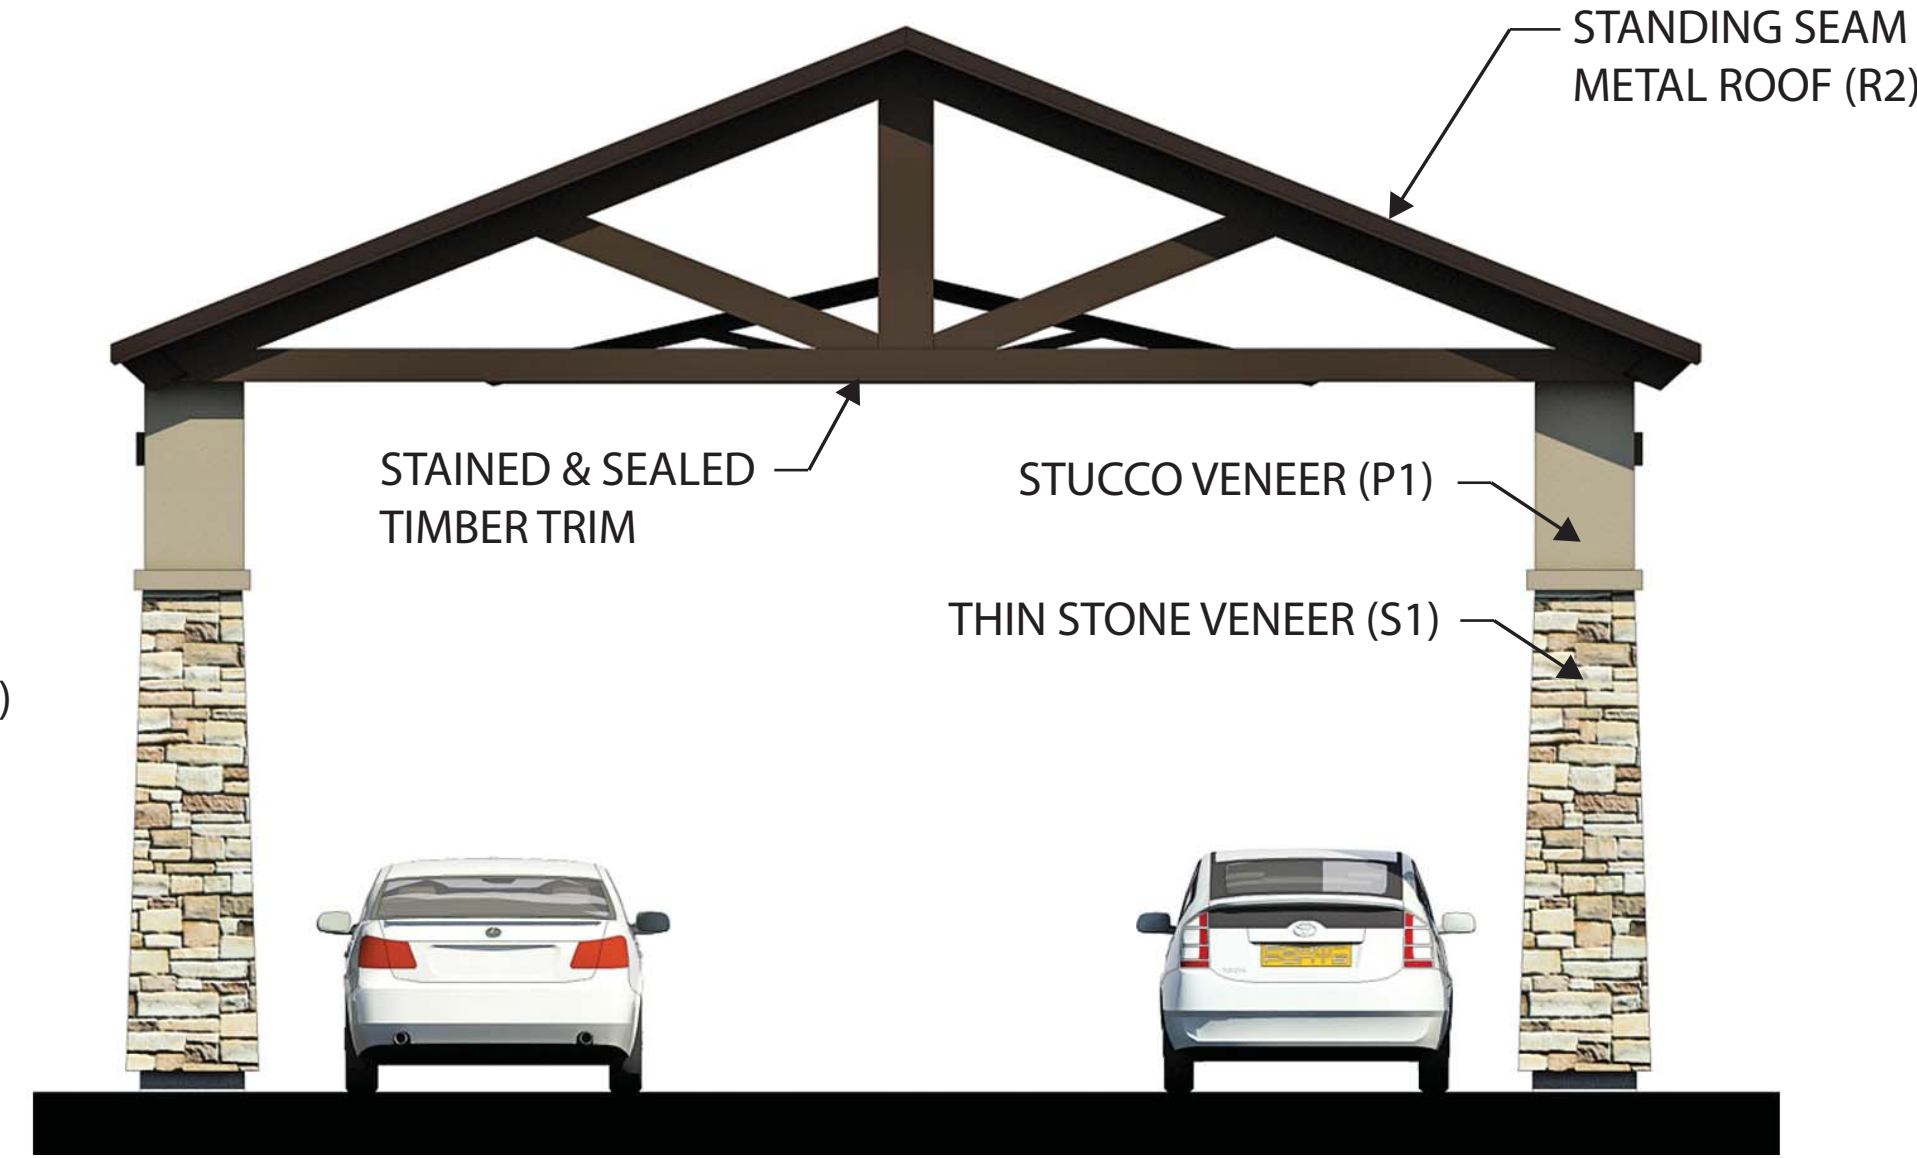 STANDING SEAM
METAL ROOF (R2)
STAINED & SEALED
TIMBER TRIM
STUCCO VENEER (P1)
THIN STONE VENEER (S1)
)